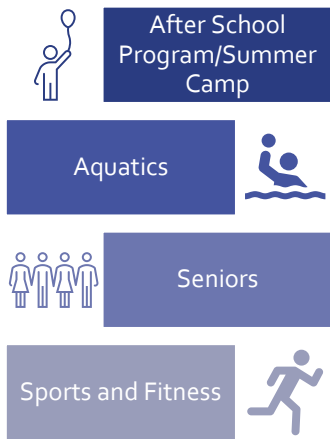 After School
Program/Summer
Camp
Aquatics
Seniors
Sports and Fitness